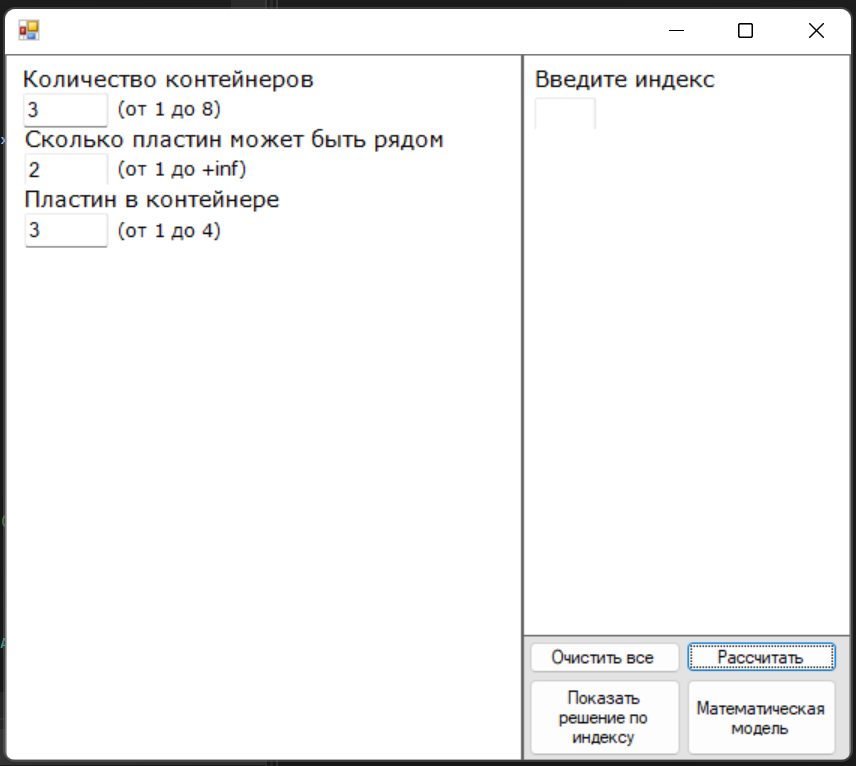 Количество контейнеров
3 (от 1 до 8)
Сколько пластин может быть рядом
2 (от 1 до +inf)
Пластин в контейнере
3 (от 1 до 4)
Введите индекс
Очистить все
Рассчитать
Показать
решение по
индексу
Математическая
модель